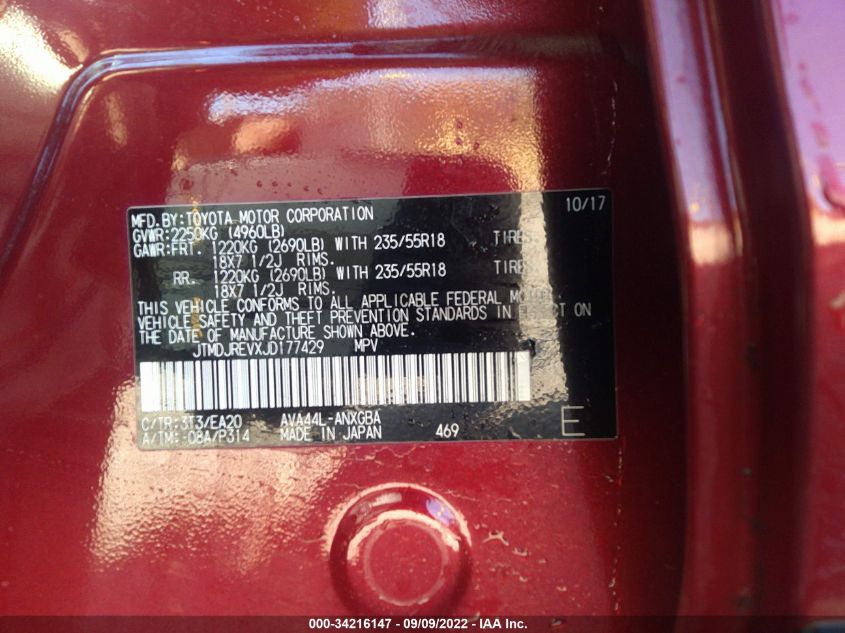 MFD. BY:TOYOTA MOTOR CORPORATION 10/17
GVWR:2250KG (4960LB)
GAWR:FRT. 1220KG (2690LB) WITH 235/55R18 TIRES,
18X7 1/2J RIMS.
RR. 1220KG (2690LB) WITH 235/55R18 TIRES,
18X7 1/2J RIMS.
THIS VEHICLE CONFORMS TO ALL APPLICABLE FEDERAL MOTOR
VEHICLE SAFETY AND THEFT PREVENTION STANDARDS IN EFFECT ON
THE DATE OF MANUFACTURE SHOWN ABOVE.
JTMDJREVXJD177429 MPV
C/TR:3T3/EA20 AVA44L-ANXGBA
A/TM:-08A/P314 MADE IN JAPAN 469 E
000-34216147 - 09/09/2022 - IAA Inc.